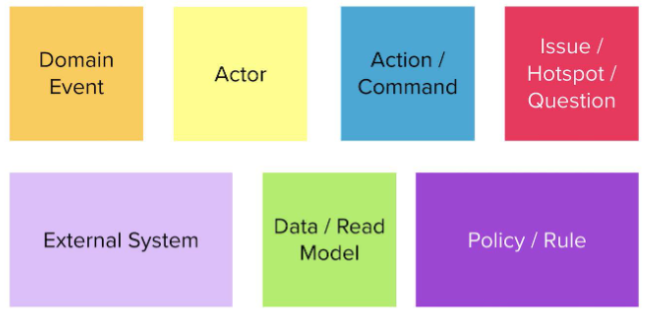 Domain
Event
Actor
Action /
Command
Issue /
Hotspot /
Question
External System
Data / Read
Model
Policy / Rule